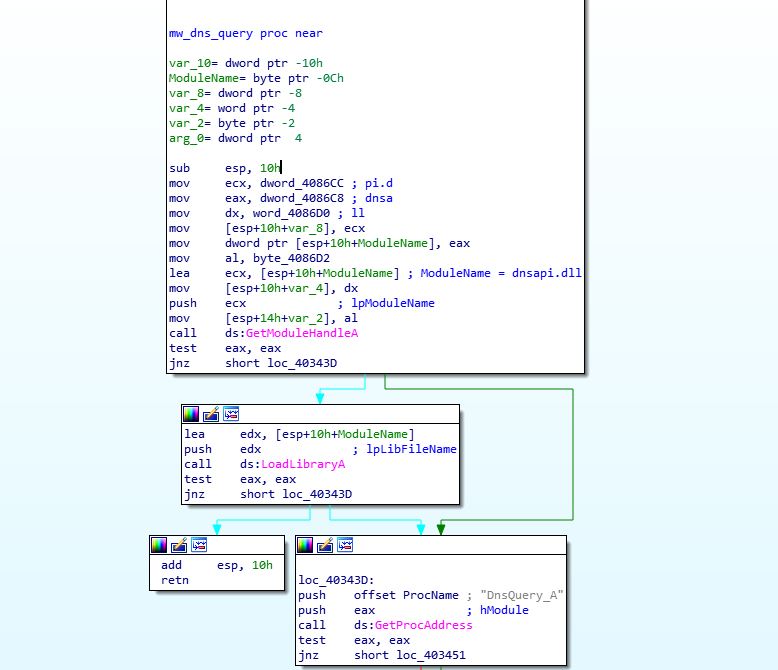 mw_dns_query proc near
var_10= dword ptr -10h
ModuleName= byte ptr -0Ch
var_8= dword ptr -8
var_4= word ptr -4
var_2= byte ptr -2
arg_0= dword ptr  4
sub     esp, 10h
mov     ecx, dword_4086CC ; pi.d
mov     eax, dword_4086C8 ; dnsa
mov     dx, word_4086D0 ; ll
mov     [esp+10h+var_8], ecx
mov     dword ptr [esp+10h+ModuleName], eax
mov     al, byte_4086D2
lea     ecx, [esp+10h+ModuleName] ; ModuleName = dnsapi.dll
mov     [esp+10h+var_4], dx
push    ecx             ; lpModuleName
mov     [esp+14h+var_2], al
call    ds:GetModuleHandleA
test    eax, eax
jnz     short loc_40343D
lea     edx, [esp+10h+ModuleName]
push    edx             ; lpLibFileName
call    ds:LoadLibraryA
test    eax, eax
jnz     short loc_40343D
add     esp, 10h
retn
loc_40343D:
push    offset ProcName ; "DnsQuery_A"
push    eax             ; hModule
call    ds:GetProcAddress
test    eax, eax
jnz     short loc_403451